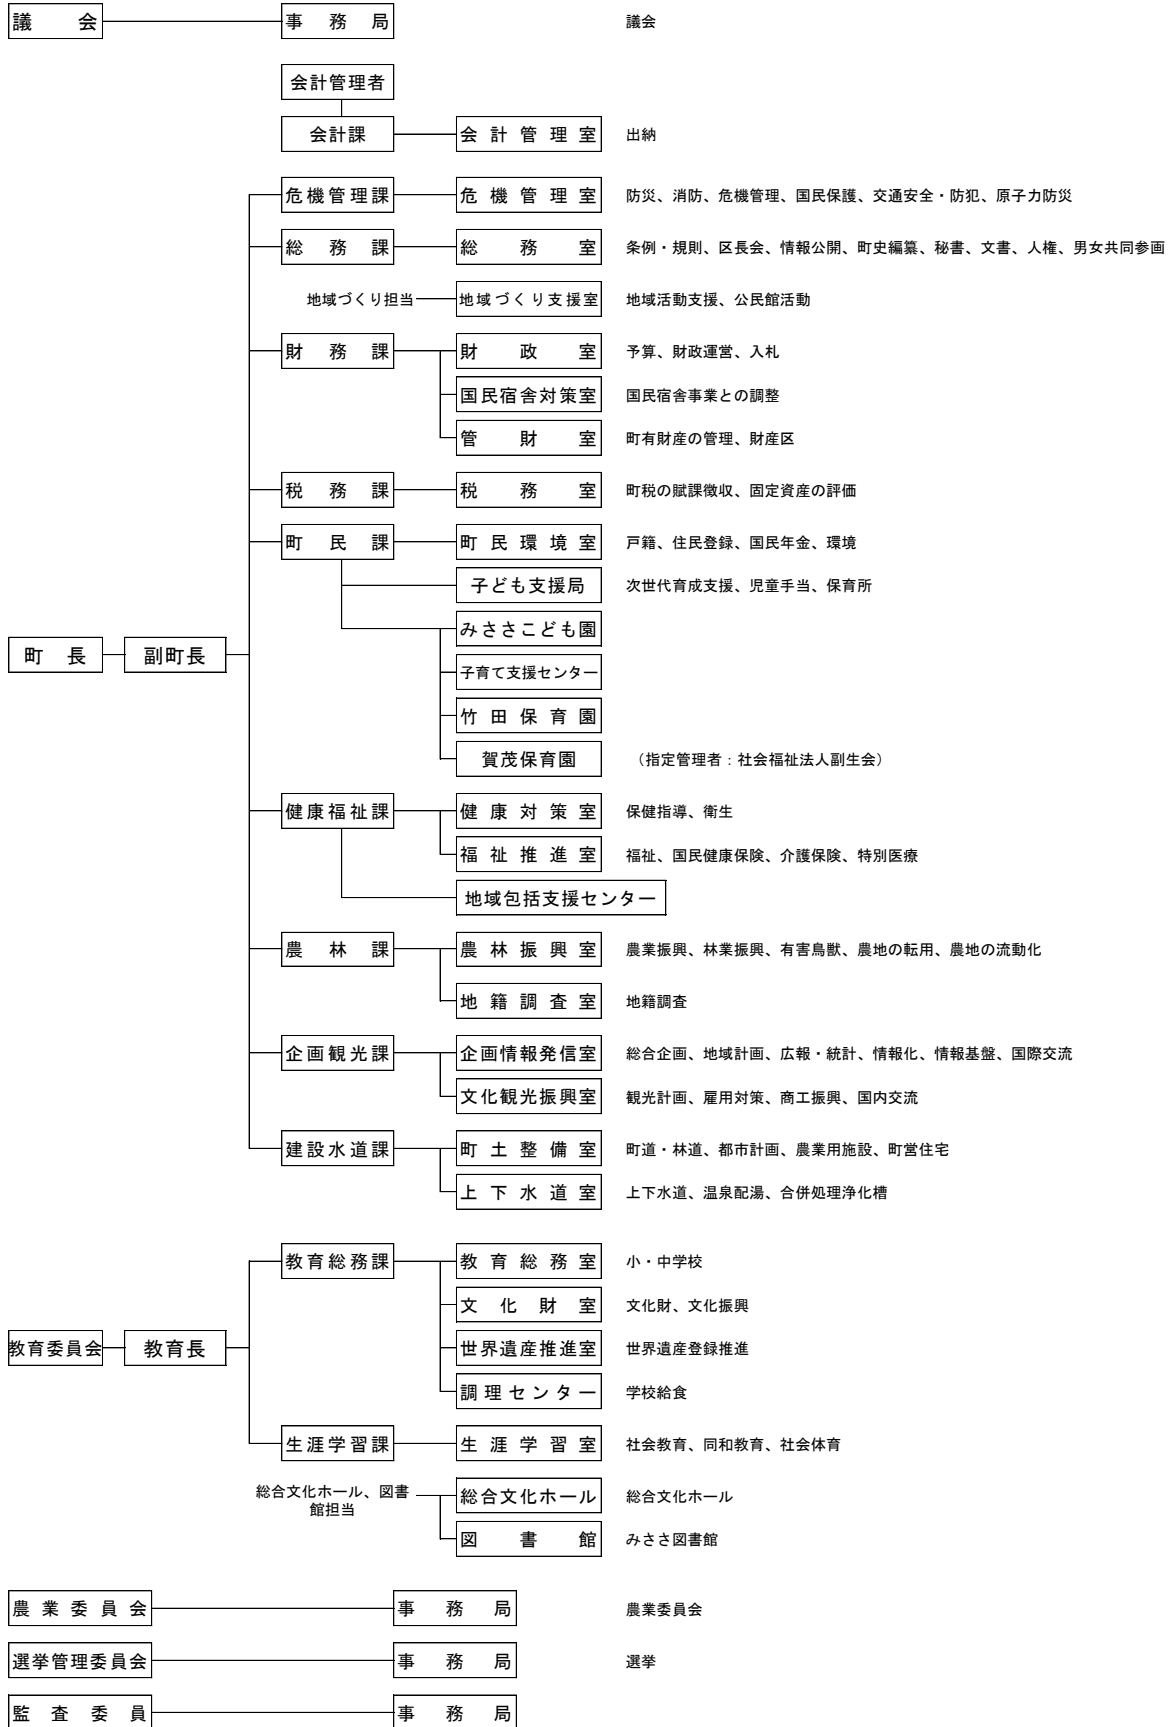 議会 事務局 議会
会計管理者
会計課 会計管理室 出納
危機管理課 危機管理室 防災、消防、危機管理、国民保護、交通安全・防犯、原子力防災
総務課 総務室 条例・規則、区長会、情報公開、町史編纂、秘書、文書、人権、男女共同参画
地域づくり担当 地域づくり支援室 地域活動支援、公民館活動
財務課 財政室 予算、財政運営、入札
国民宿舎対策室 国民宿舎事業との調整
管財室 町有財産の管理、財産区
税務課 税務室 町税の賦課徴収、固定資産の評価
町民課 町民環境室 戸籍、住民登録、国民年金、環境
子ども支援局 次世代育成支援、児童手当、保育所
みささこども園
町長 副町長
子育て支援センター
竹田保育園
賀茂保育園 （指定管理者：社会福祉法人副生会）
健康福祉課 健康対策室 保健指導、衛生
福祉推進室 福祉、国民健康保険、介護保険、特別医療
地域包括支援センター
農林課 農林振興室 農業振興、林業振興、有害鳥獣、農地の転用、農地の流動化
地籍調査室 地籍調査
企画観光課 企画情報発信室 総合企画、地域計画、広報・統計、情報化、情報基盤、国際交流
文化観光振興室 観光計画、雇用対策、商工振興、国内交流
建設水道課 町土整備室 町道・林道、都市計画、農業用施設、町営住宅
上下水道室 上下水道、温泉配湯、合併処理浄化槽
教育総務課 教育総務室 小・中学校
文化財室 文化財、文化振興
教育委員会 教育長 世界遺産推進室 世界遺産登録推進
調理センター 学校給食
生涯学習課 生涯学習室 社会教育、同和教育、社会体育
総合文化ホール、図書
館担当
総合文化ホール 総合文化ホール
図書館 みささ図書館
農業委員会 事務局 農業委員会
選挙管理委員会 事務局 選挙
監査委員 事務局